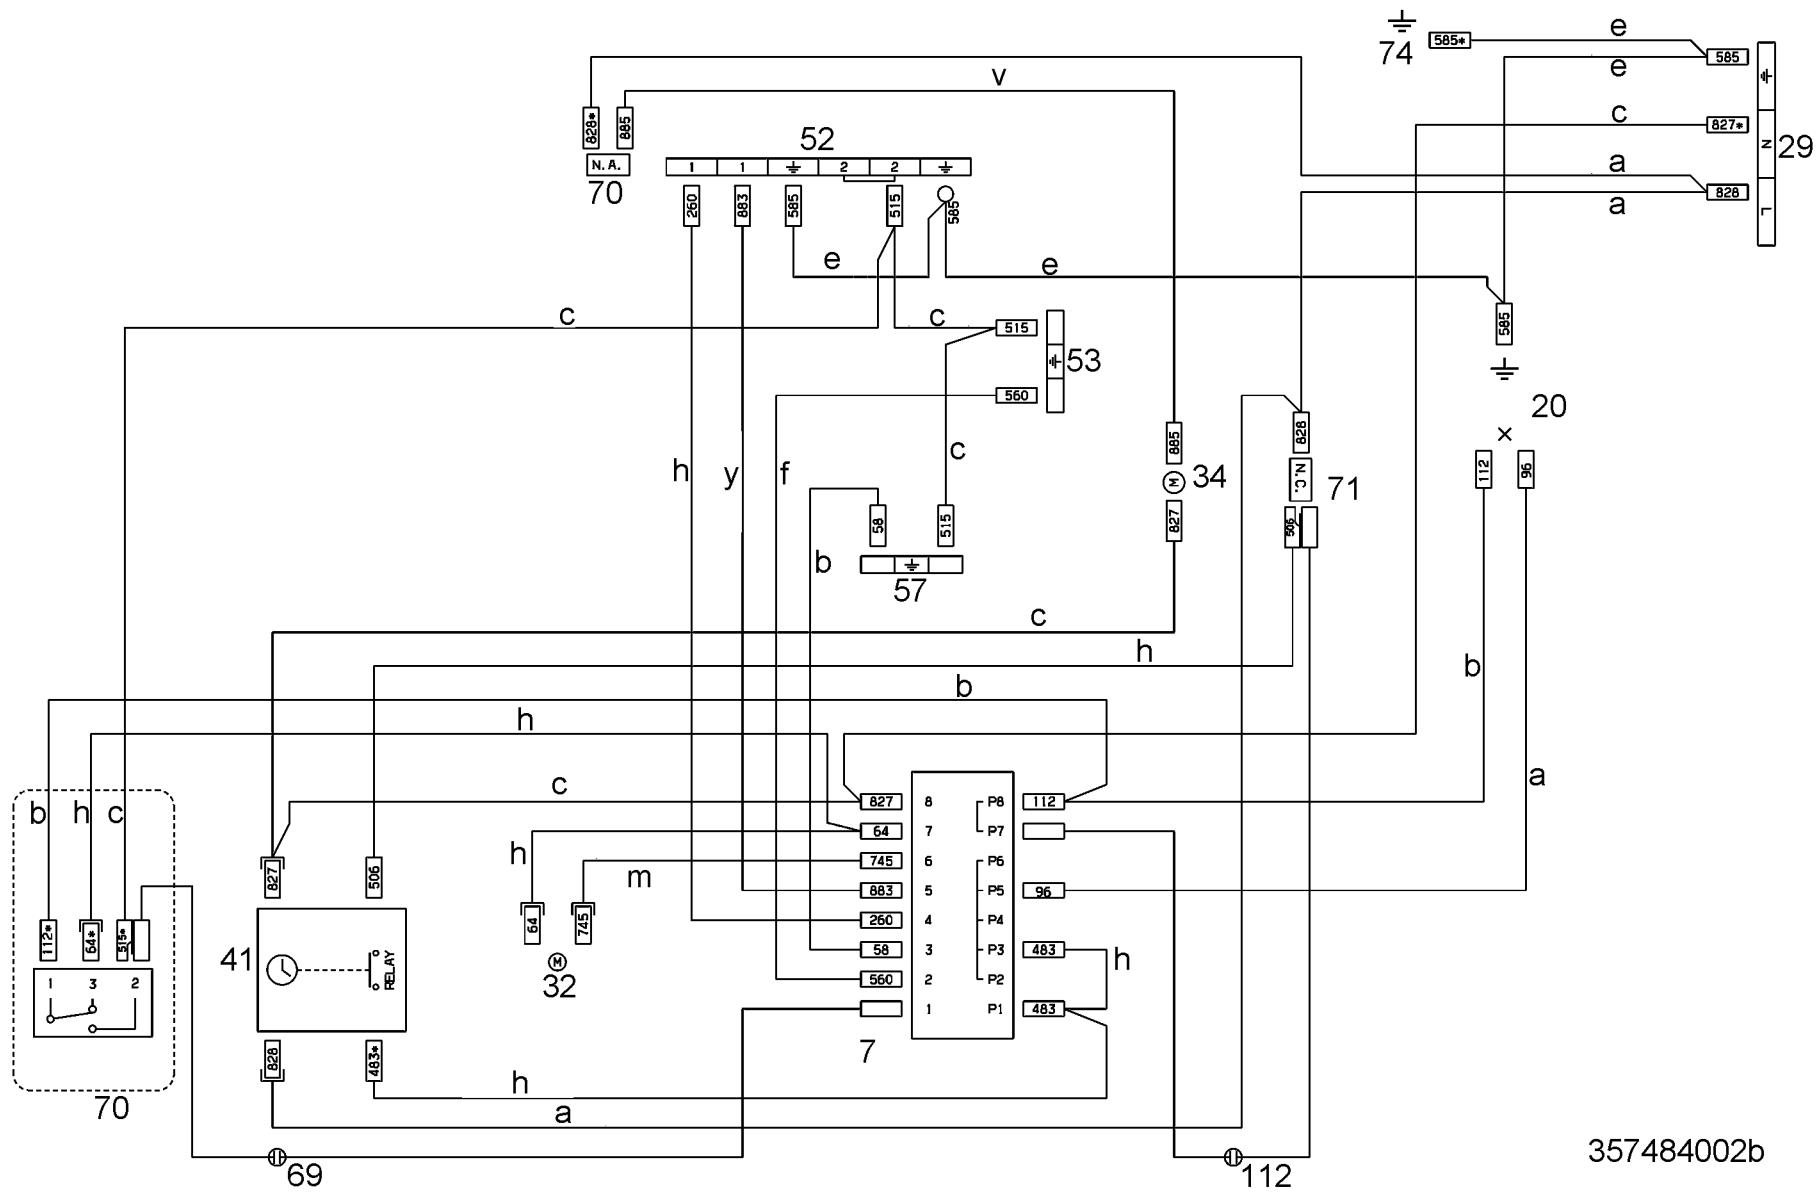 74
585*
e
585
e
v
c
827*
N
29
a
828
a
L
828*
885
N.A.
70
52
1
1
2
2
260
883
585
515
585
e
e
c
c
515
53
585
560
20
h
y
f
c
885
M
34
827
828
N.C.
71
506
112
96
58
515
b
57
c
h
b
b
h
a
c
b
h
c
827
8
P8
112
64
7
P7
745
6
P6
883
5
P5
96
260
4
P4
58
3
P3
483
h
560
2
P2
1
P1
483
7
h
m
64
745
M
32
827
506
41
RELAY
828
483*
112*
64*
515*
1
3
2
70
h
a
69
112
357484002b